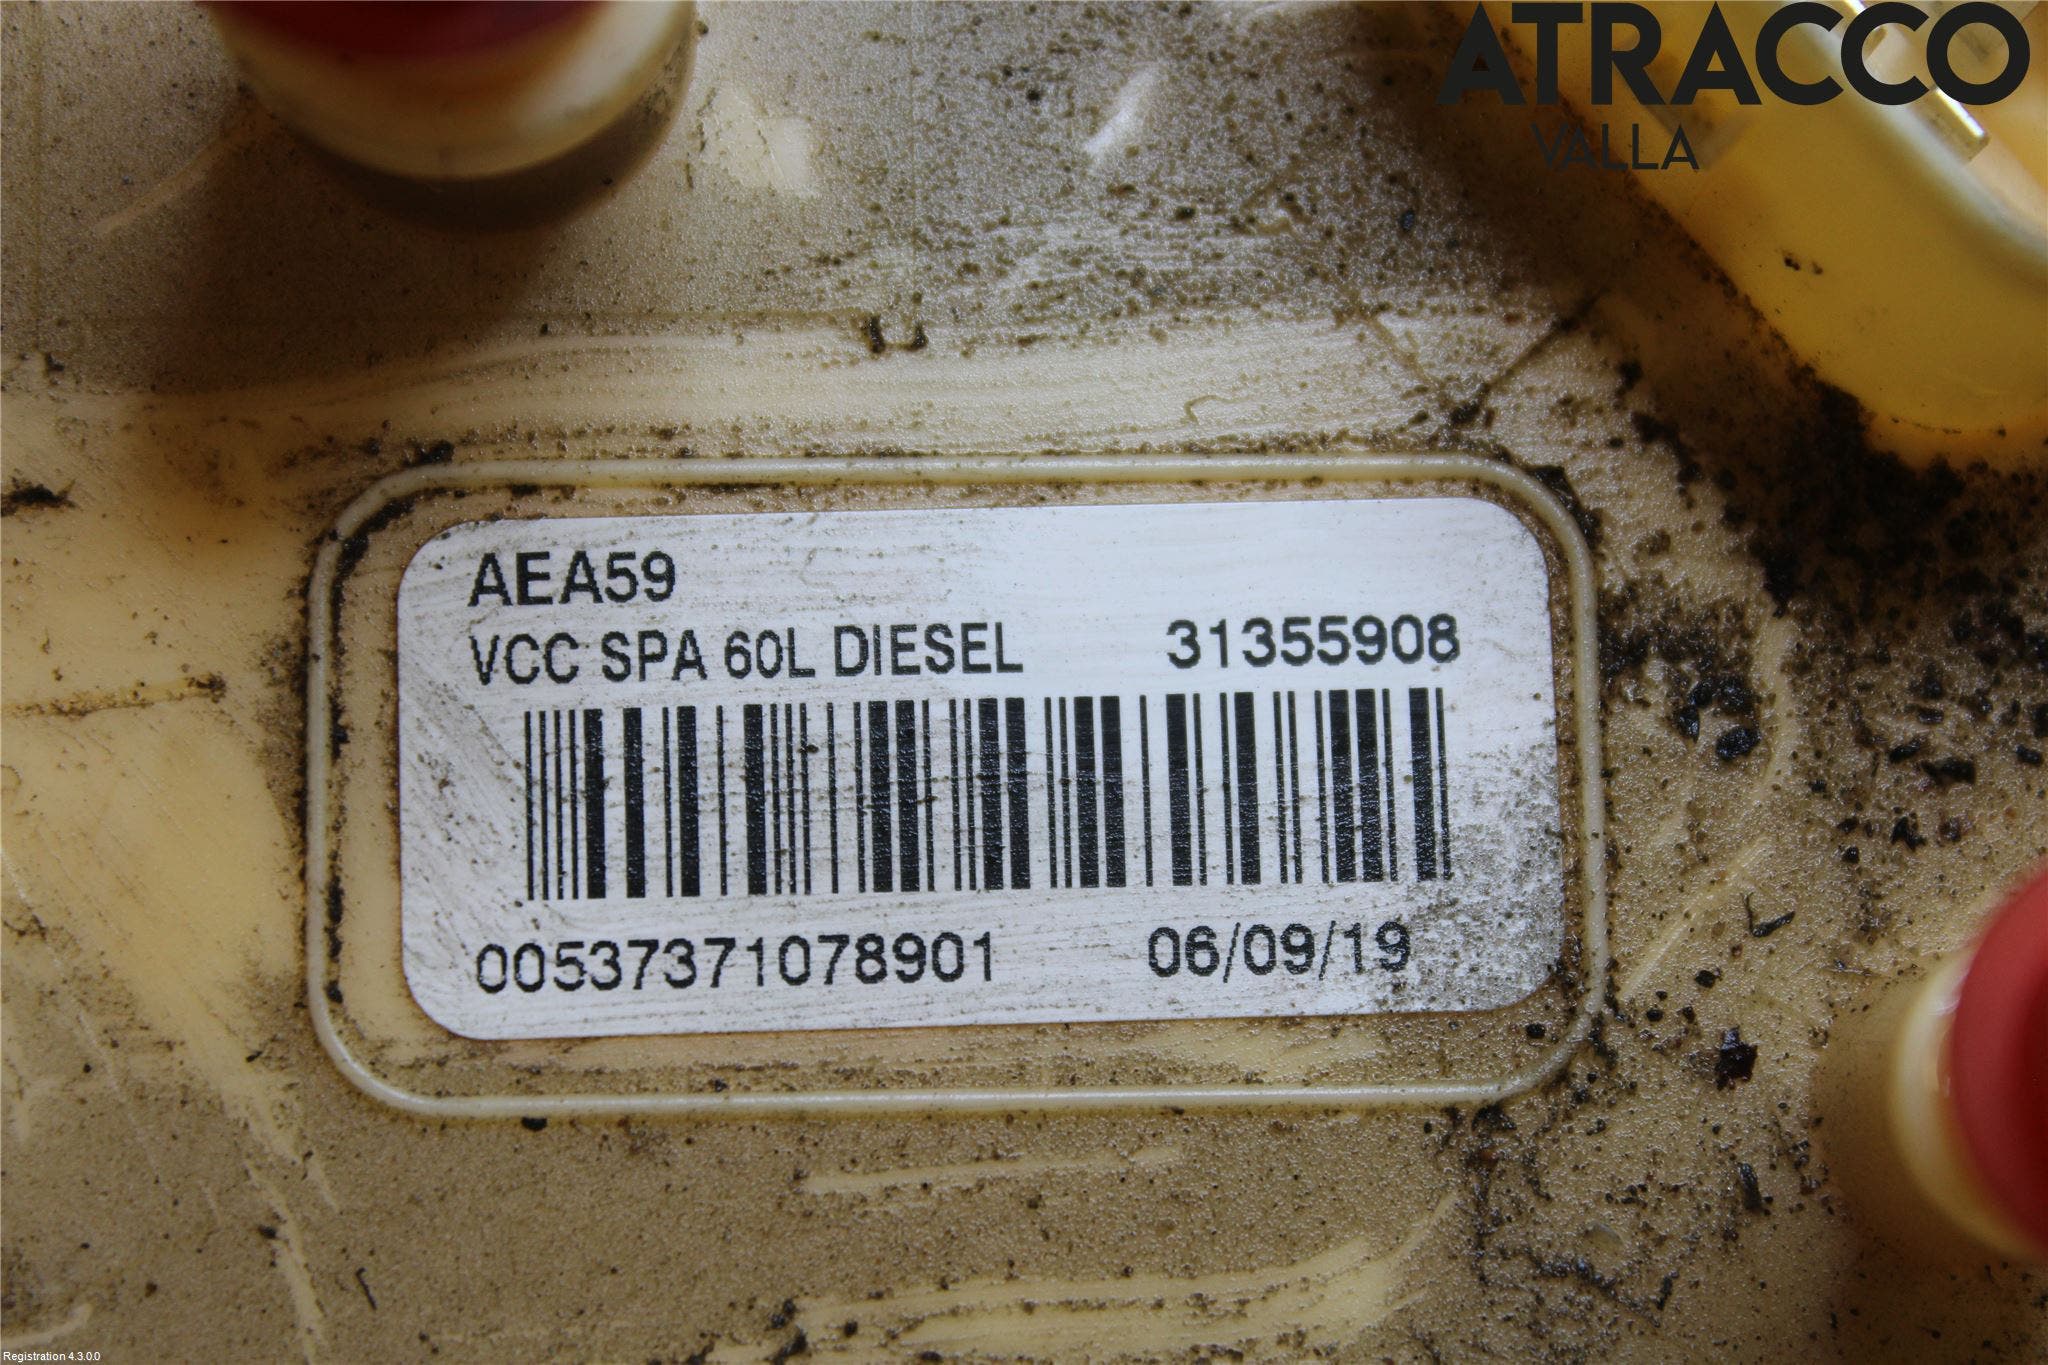 ATRACCO
VALLA
AEA59
VCC SPA 60L DIESEL 31355908
00537371078901 06/09/19
Registration 4.3.0.0